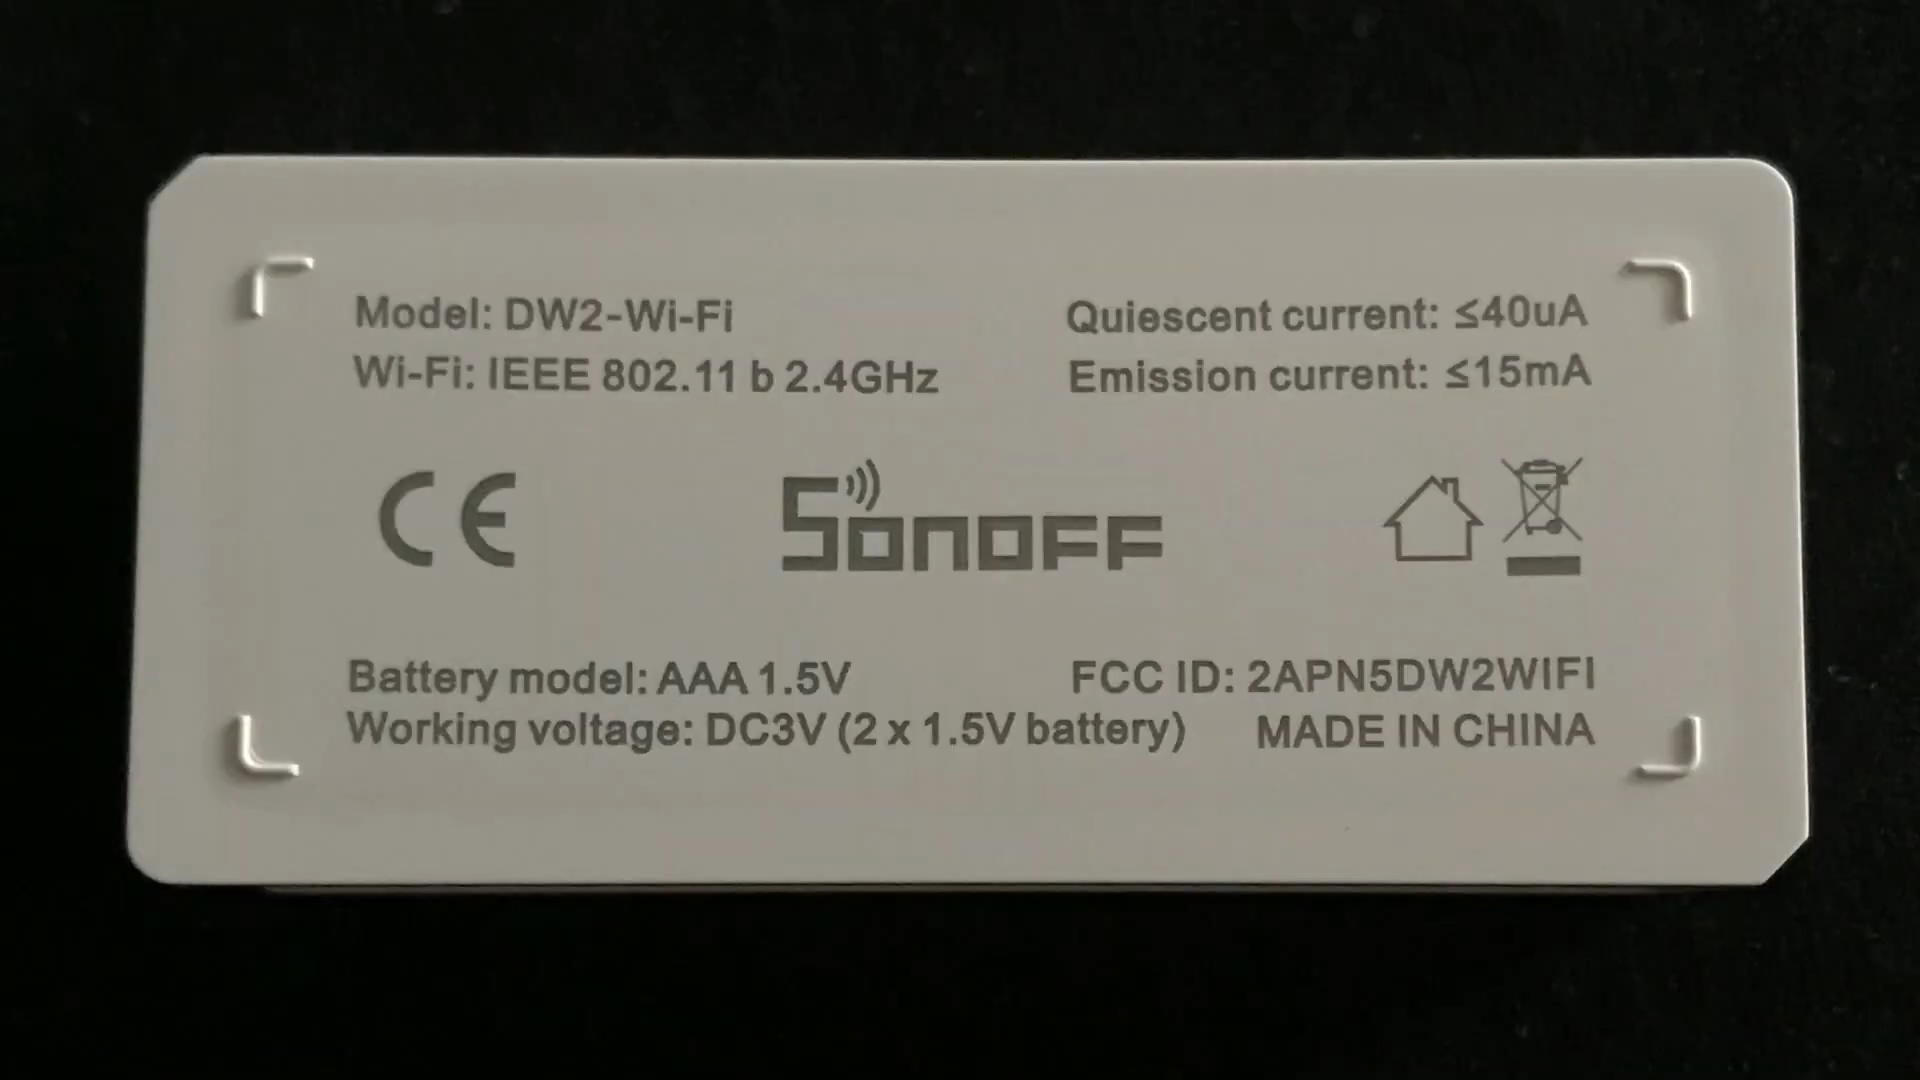 Model: DW2-Wi-Fi
Wi-Fi: IEEE 802.11 b 2.4GHz
Quiescent current: ≤40uA
Emission current: ≤15mA
CE
SONOFF
Battery model: AAA 1.5V
Working voltage: DC3V (2 x 1.5V battery)
FCC ID: 2APN5DW2WIFI
MADE IN CHINA